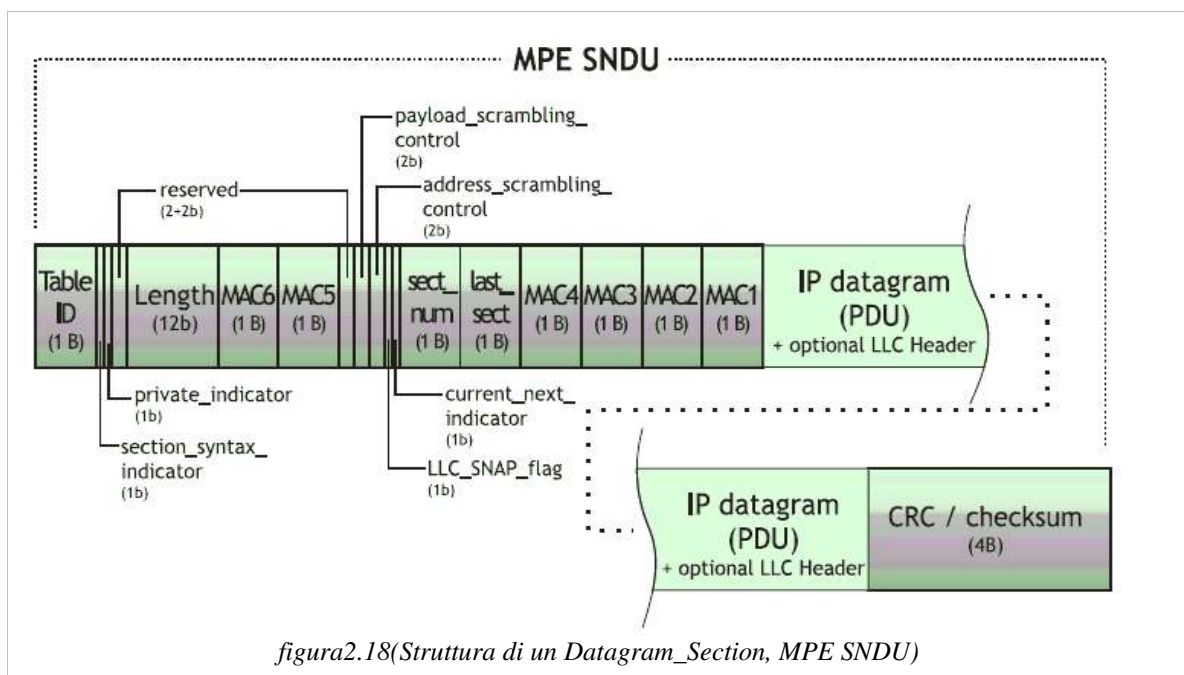 MPE SNDU
payload_scrambling_
control
(2b)
reserved
(2+2b)
address_scrambling_
control
(2b)
Table
ID
(1 B)
Length
(12b)
MAC6
(1 B)
MAC5
(1 B)
sect_
num
(1 B)
last_
sect
(1 B)
MAC4
(1 B)
MAC3
(1 B)
MAC2
(1 B)
MAC1
(1 B)
IP datagram
(PDU)
+ optional LLC Header
private_indicator
(1b)
section_syntax_
indicator
(1b)
current_next_
indicator
(1b)
LLC_SNAP_flag
(1b)
IP datagram
(PDU)
+ optional LLC Header
CRC / checksum
(4B)
figura2.18(Struttura di un Datagram_Section, MPE SNDU)